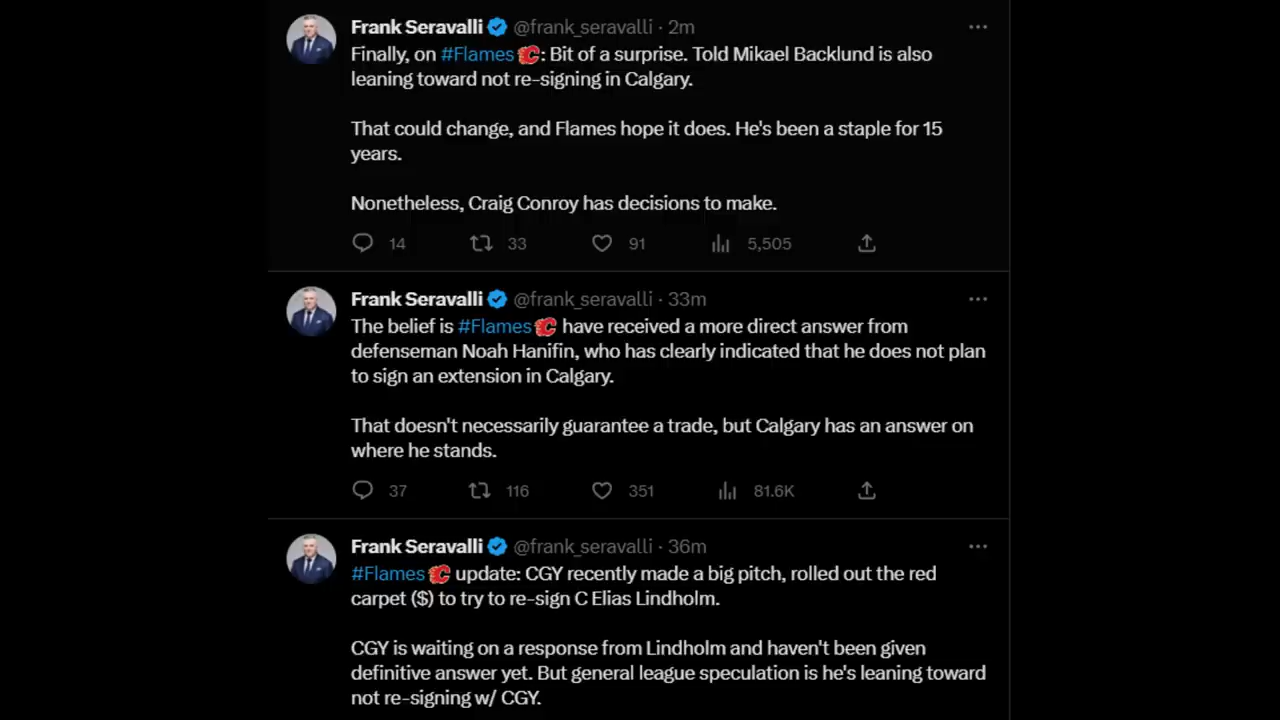 Frank Seravalli @frank_seravalli · 2m
Finally, on #Flames: Bit of a surprise. Told Mikael Backlund is also
leaning toward not re-signing in Calgary.
That could change, and Flames hope it does. He's been a staple for 15
years.
Nonetheless, Craig Conroy has decisions to make.
14 33 91 5,505
Frank Seravalli @frank_seravalli · 33m
The belief is #Flames have received a more direct answer from
defenseman Noah Hanifin, who has clearly indicated that he does not plan
to sign an extension in Calgary.
That doesn't necessarily guarantee a trade, but Calgary has an answer on
where he stands.
37 116 351 81.6K
Frank Seravalli @frank_seravalli · 36m
#Flames update: CGY recently made a big pitch, rolled out the red
carpet ($) to try to re-sign C Elias Lindholm.
CGY is waiting on a response from Lindholm and haven't been given
definitive answer yet. But general league speculation is he's leaning toward
not re-signing w/ CGY.